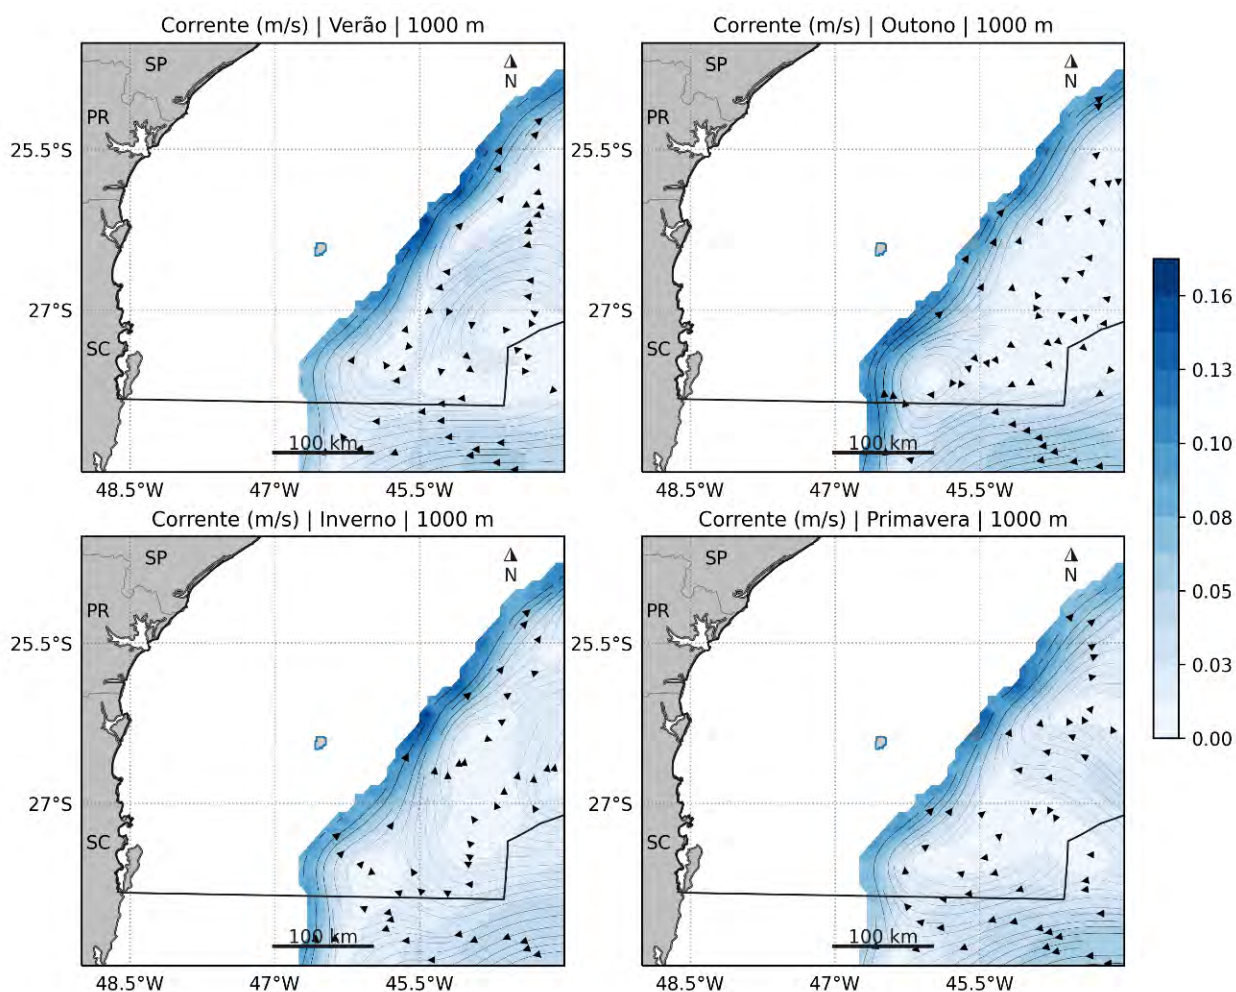 Corrente (m/s) | Verão | 1000 m
SP
N
PR
25.5°S
27°S
SC
100 km
48.5°W 47°W 45.5°W
Corrente (m/s) | Outono | 1000 m
SP
N
PR
25.5°S
27°S
SC
100 km
48.5°W 47°W 45.5°W
Corrente (m/s) | Inverno | 1000 m
SP
N
PR
25.5°S
27°S
SC
100 km
48.5°W 47°W 45.5°W
Corrente (m/s) | Primavera | 1000 m
SP
N
PR
25.5°S
27°S
SC
100 km
48.5°W 47°W 45.5°W
0.16
0.13
0.10
0.08
0.05
0.03
0.00